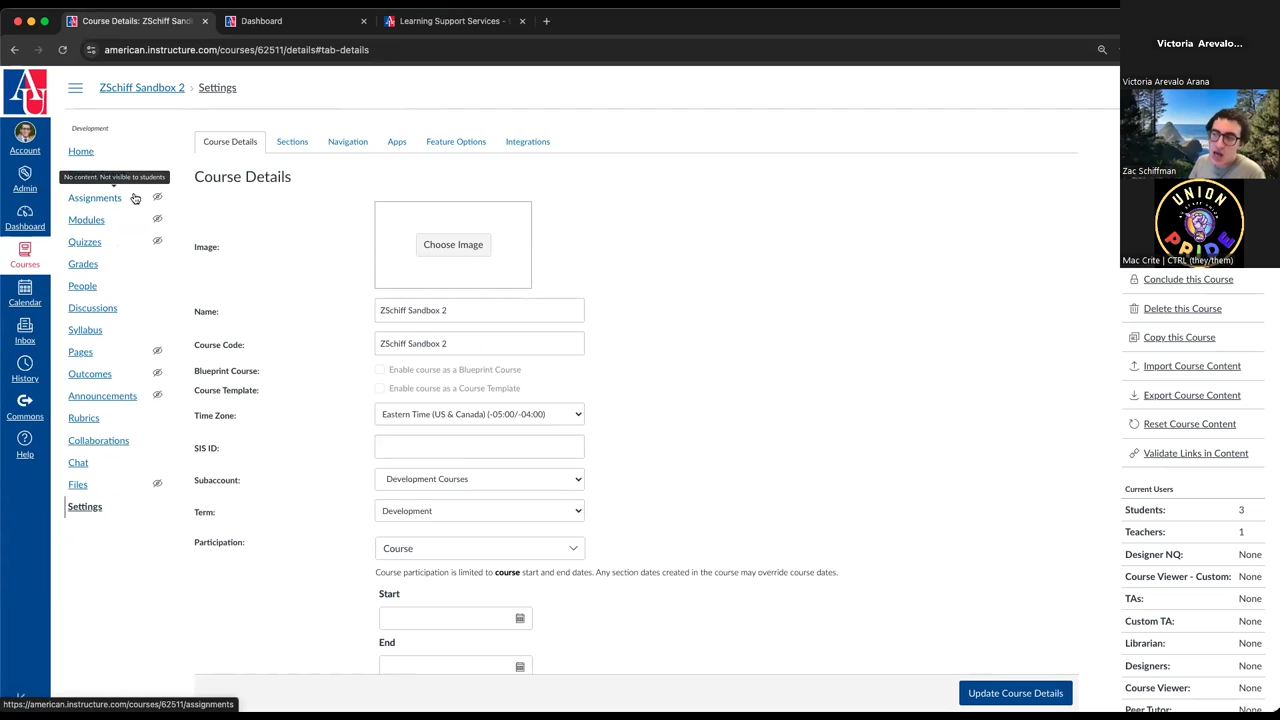 Course Details: ZSchiff Sandb
Dashboard
Learning Support Services -
american.instructure.com/courses/62511/details#tab-details
Victoria Arevalo...
Victoria Arevalo Arana
Zac Schiffman
UNION
PRIDE
Mac Crite | CTRL (they/them)
AU
Account
Admin
Dashboard
Courses
Calendar
Inbox
History
Commons
Help
ZSchiff Sandbox 2 › Settings
Development
Home
No content. Not visible to students
Assignments
Modules
Quizzes
Grades
People
Discussions
Syllabus
Pages
Outcomes
Announcements
Rubrics
Collaborations
Chat
Files
Settings
Course Details Sections Navigation Apps Feature Options Integrations
Course Details
Image:
Choose Image
Name: ZSchiff Sandbox 2
Course Code: ZSchiff Sandbox 2
Blueprint Course: Enable course as a Blueprint Course
Course Template: Enable course as a Course Template
Time Zone: Eastern Time (US & Canada) (-05:00/-04:00)
SIS ID:
Subaccount: Development Courses
Term: Development
Participation: Course
Course participation is limited to course start and end dates. Any section dates created in the course may override course dates.
Start
End
Update Course Details
Conclude this Course
Delete this Course
Copy this Course
Import Course Content
Export Course Content
Reset Course Content
Validate Links in Content
Current Users
Students: 3
Teachers: 1
Designer NQ: None
Course Viewer - Custom: None
TAs: None
Custom TA: None
Librarian: None
Designers: None
Course Viewer: None
Peer Tutor: None
https://american.instructure.com/courses/62511/assignments